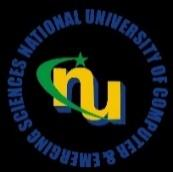 NATIONAL UNIVERSITY OF COMPUTER & EMERGING SCIENCES
nu